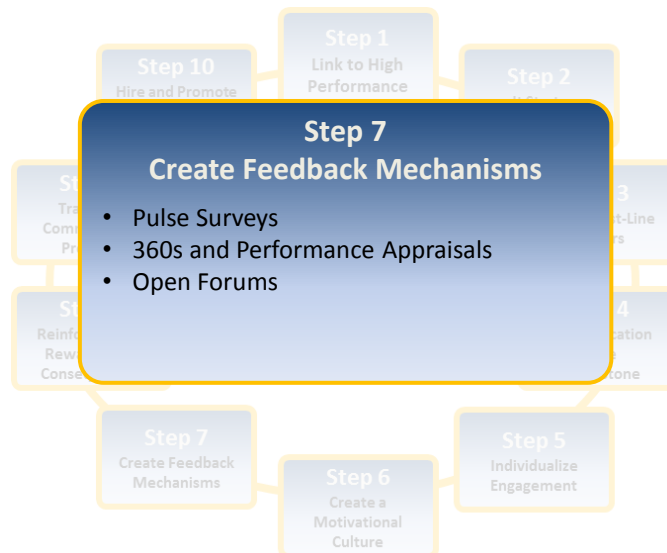 Step 1
Link to High
Performance
Step 10
Hire and Promote
Step 2
Step 7
Create Feedback Mechanisms
• Pulse Surveys
• 360s and Performance Appraisals
• Open Forums
3
4
Step 7
Create Feedback
Mechanisms
Step 6
Create a
Motivational
Culture
Step 5
Individualize
Engagement